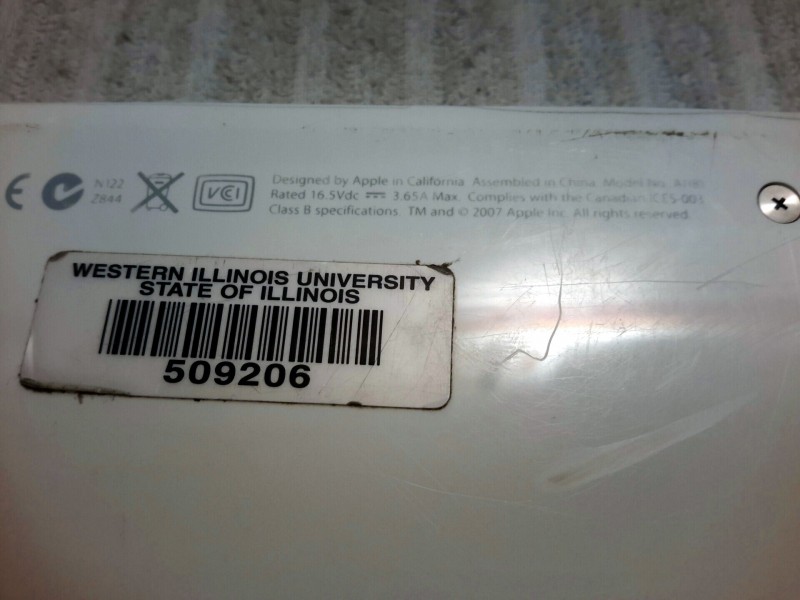 N122
Z844
VCI
Designed by Apple in California Assembled in China Model No.
Rated 16.5Vdc 3.65A Max. Complies with the Canadian ICES-003
Class B specifications. TM and © 2007 Apple Inc. All rights reserved.
WESTERN ILLINOIS UNIVERSITY
STATE OF ILLINOIS
509206